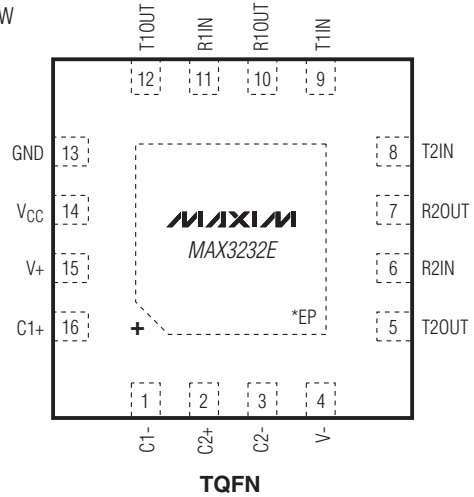 W
T1OUT
R1IN
R1OUT
T1IN
12
11
10
9
GND 13
8 T2IN
VCC 14
7 R2OUT
MAXIM
MAX3232E
V+ 15
6 R2IN
C1+ 16
+
*EP
5 T2OUT
1
2
3
4
C1-
C2+
C2-
V-
TQFN